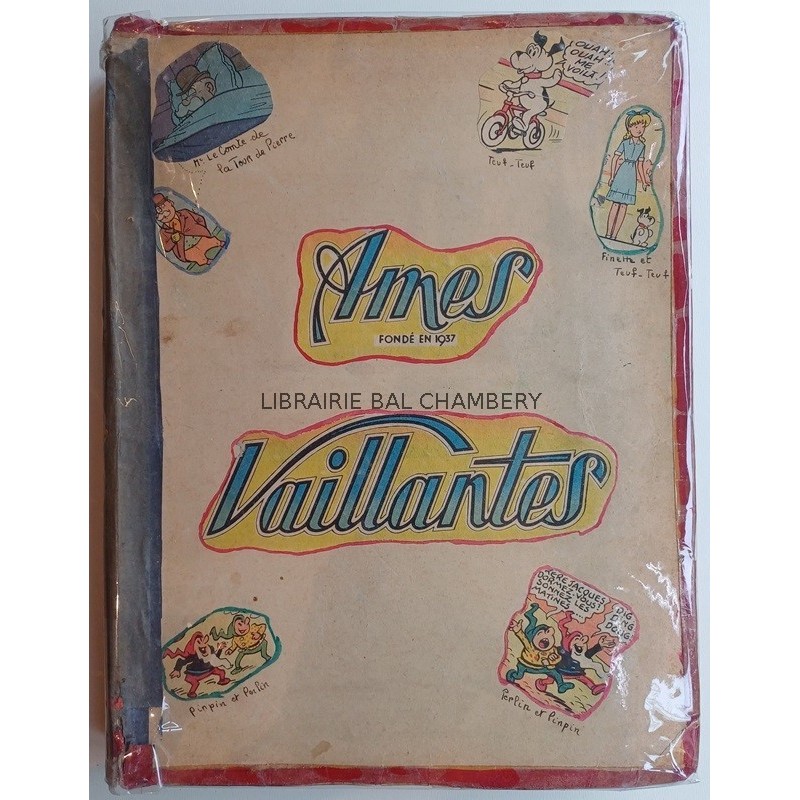 OUAH!
OUAH!
ME
VOILÀ!
Mr Le Comte de
la Tour de Pierre
Teuf-Teuf
Finette et
Teuf-Teuf
Ames
FONDÉ EN 1937
LIBRAIRIE BAL CHAMBERY
Vaillantes
FRÈRE JACQUES!
DORMEZ-VOUS?
SONNEZ LES
MATINES...
DIG
DING
DONG!
Pinpin et Perlin
Perlin et Pinpin